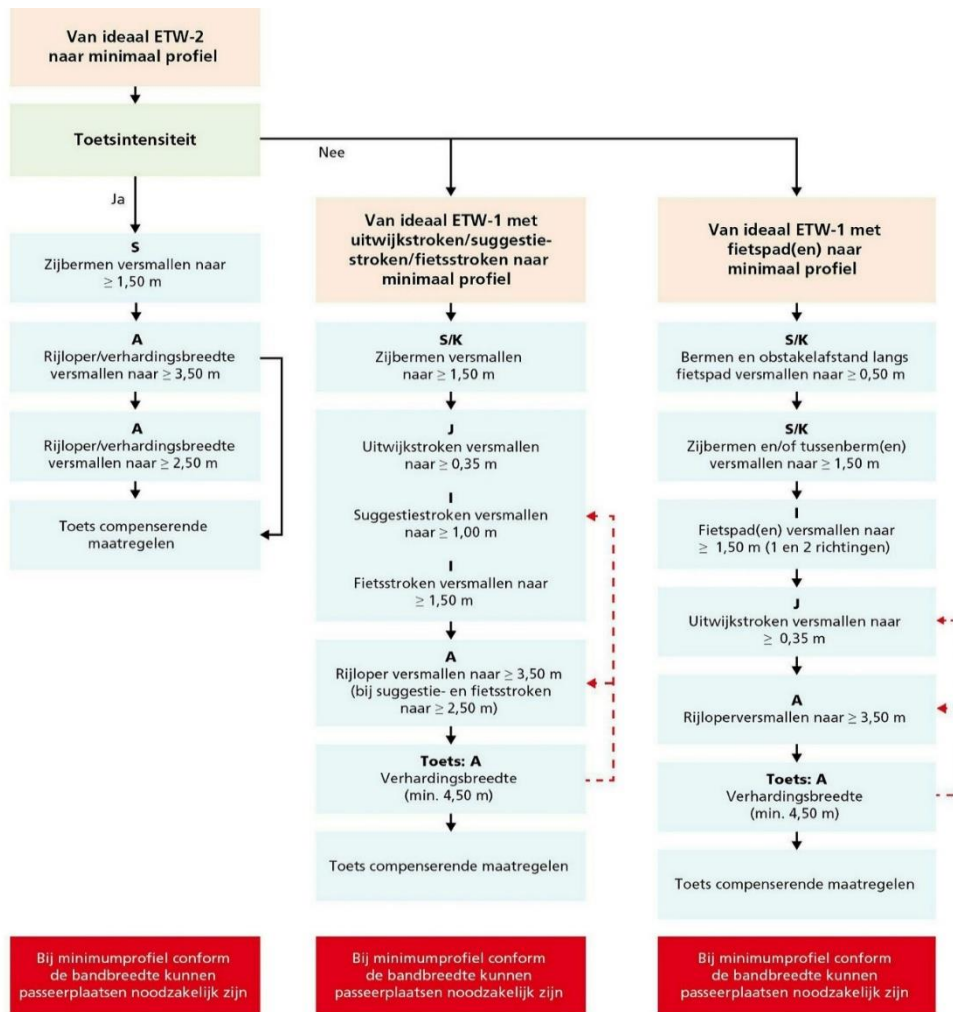 Van ideaal ETW-2
naar minimaal profiel
Toetsintensiteit
Nee
Ja
S
Zijbermen versmallen naar
≥ 1,50 m
A
Rijloper/verhardingsbreedte
versmallen naar ≥ 3,50 m
A
Rijloper/verhardingsbreedte
versmallen naar ≥ 2,50 m
Toets compenserende
maatregelen
Bij minimumprofiel conform
de bandbreedte kunnen
passeerplaatsen noodzakelijk zijn
Van ideaal ETW-1 met
uitwijkstroken/suggestie-
stroken/fietsstroken naar
minimaal profiel
S/K
Zijbermen versmallen
naar ≥ 1,50 m
J
Uitwijkstroken versmallen
naar ≥ 0,35 m
I
Suggestiestroken versmallen
naar ≥ 1,00 m
I
Fietsstroken versmallen naar
≥ 1,50 m
A
Rijloper versmallen naar ≥ 3,50 m
(bij suggestie- en fietsstroken
naar ≥ 2,50 m)
Toets: A
Verhardingsbreedte
(min. 4,50 m)
Toets compenserende maatregelen
Bij minimumprofiel conform
de bandbreedte kunnen
passeerplaatsen noodzakelijk zijn
Van ideaal ETW-1 met
fietspad(en) naar
minimaal profiel
S/K
Bermen en obstakelafstand langs
fietspad versmallen naar ≥ 0,50 m
S/K
Zijbermen en/of tussenberm(en)
versmallen naar ≥ 1,50 m
I
Fietspad(en) versmallen naar
≥ 1,50 m (1 en 2 richtingen)
J
Uitwijkstroken versmallen naar
≥ 0,35 m
A
Rijloperversmallen naar ≥ 3,50 m
Toets: A
Verhardingsbreedte
(min. 4,50 m)
Toets compenserende maatregelen
Bij minimumprofiel conform
de bandbreedte kunnen
passeerplaatsen noodzakelijk zijn